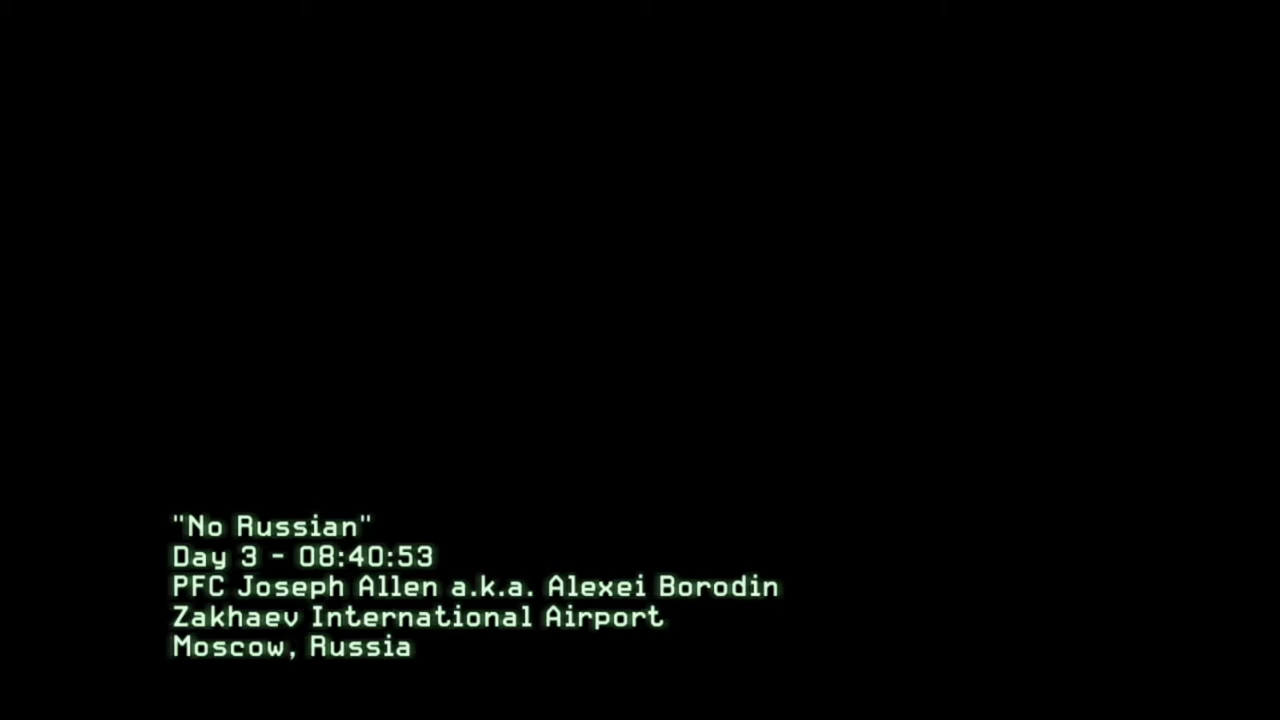 "No Russian"
Day 3 - 08:40:53
PFC Joseph Allen a.k.a. Alexei Borodin
Zakhaev International Airport
Moscow, Russia